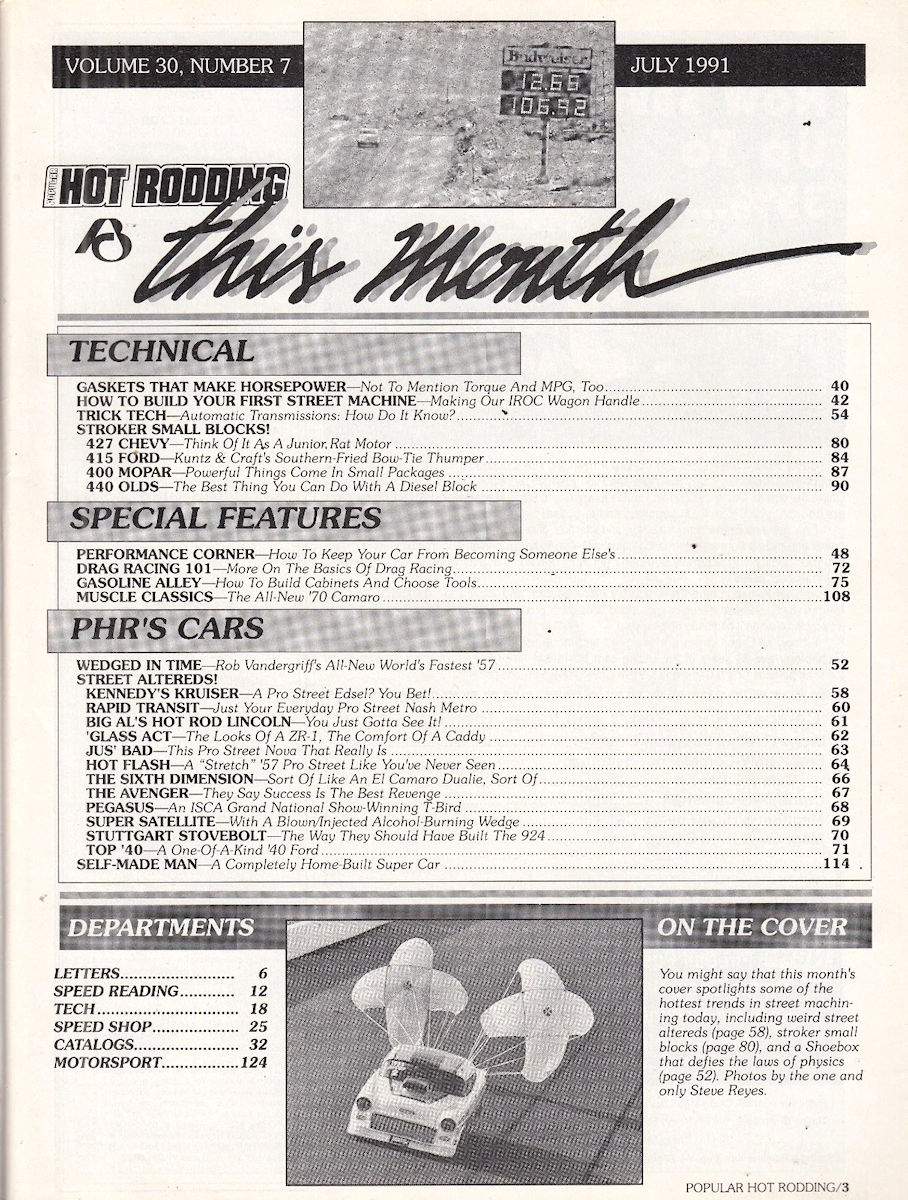 VOLUME 30, NUMBER 7
Budweiser
12.66
106.92
JULY 1991
POPULAR
HOT RODDING
this Month
TECHNICAL
GASKETS THAT MAKE HORSEPOWER—Not To Mention Torque And MPG, Too 40
HOW TO BUILD YOUR FIRST STREET MACHINE—Making Our IROC Wagon Handle 42
TRICK TECH—Automatic Transmissions: How Do It Know? 54
STROKER SMALL BLOCKS!
427 CHEVY—Think Of It As A Junior Rat Motor 80
415 FORD—Kuntz & Craft's Southern-Fried Bow-Tie Thumper 84
400 MOPAR—Powerful Things Come In Small Packages 87
440 OLDS—The Best Thing You Can Do With A Diesel Block 90
SPECIAL FEATURES
PERFORMANCE CORNER—How To Keep Your Car From Becoming Someone Else's 48
DRAG RACING 101—More On The Basics Of Drag Racing 72
GASOLINE ALLEY—How To Build Cabinets And Choose Tools 75
MUSCLE CLASSICS—The All-New '70 Camaro 108
PHR'S CARS
WEDGED IN TIME—Rob Vandergriff's All-New World's Fastest '57 52
STREET ALTEREDS!
KENNEDY'S KRUISER—A Pro Street Edsel? You Bet! 58
RAPID TRANSIT—Just Your Everyday Pro Street Nash Metro 60
BIG AL'S HOT ROD LINCOLN—You Just Gotta See It! 61
'GLASS ACT—The Looks Of A ZR-1, The Comfort Of A Caddy 62
JUS' BAD—This Pro Street Nova That Really Is 63
HOT FLASH—A "Stretch" '57 Pro Street Like You've Never Seen 64
THE SIXTH DIMENSION—Sort Of Like An El Camaro Dualie, Sort Of 66
THE AVENGER—They Say Success Is The Best Revenge 67
PEGASUS—An ISCA Grand National Show-Winning T-Bird 68
SUPER SATELLITE—With A Blown/Injected Alcohol-Burning Wedge 69
STUTTGART STOVEBOLT—The Way They Should Have Built The 924 70
TOP '40—A One-Of-A-Kind '40 Ford 71
SELF-MADE MAN—A Completely Home-Built Super Car 114
DEPARTMENTS
LETTERS 6
SPEED READING 12
TECH 18
SPEED SHOP 25
CATALOGS 32
MOTORSPORT 124
ON THE COVER
You might say that this month's
cover spotlights some of the
hottest trends in street machin-
ing today, including weird street
altereds (page 58), stroker small
blocks (page 80), and a Shoebox
that defies the laws of physics
(page 52). Photos by the one and
only Steve Reyes.
POPULAR HOT RODDING/3